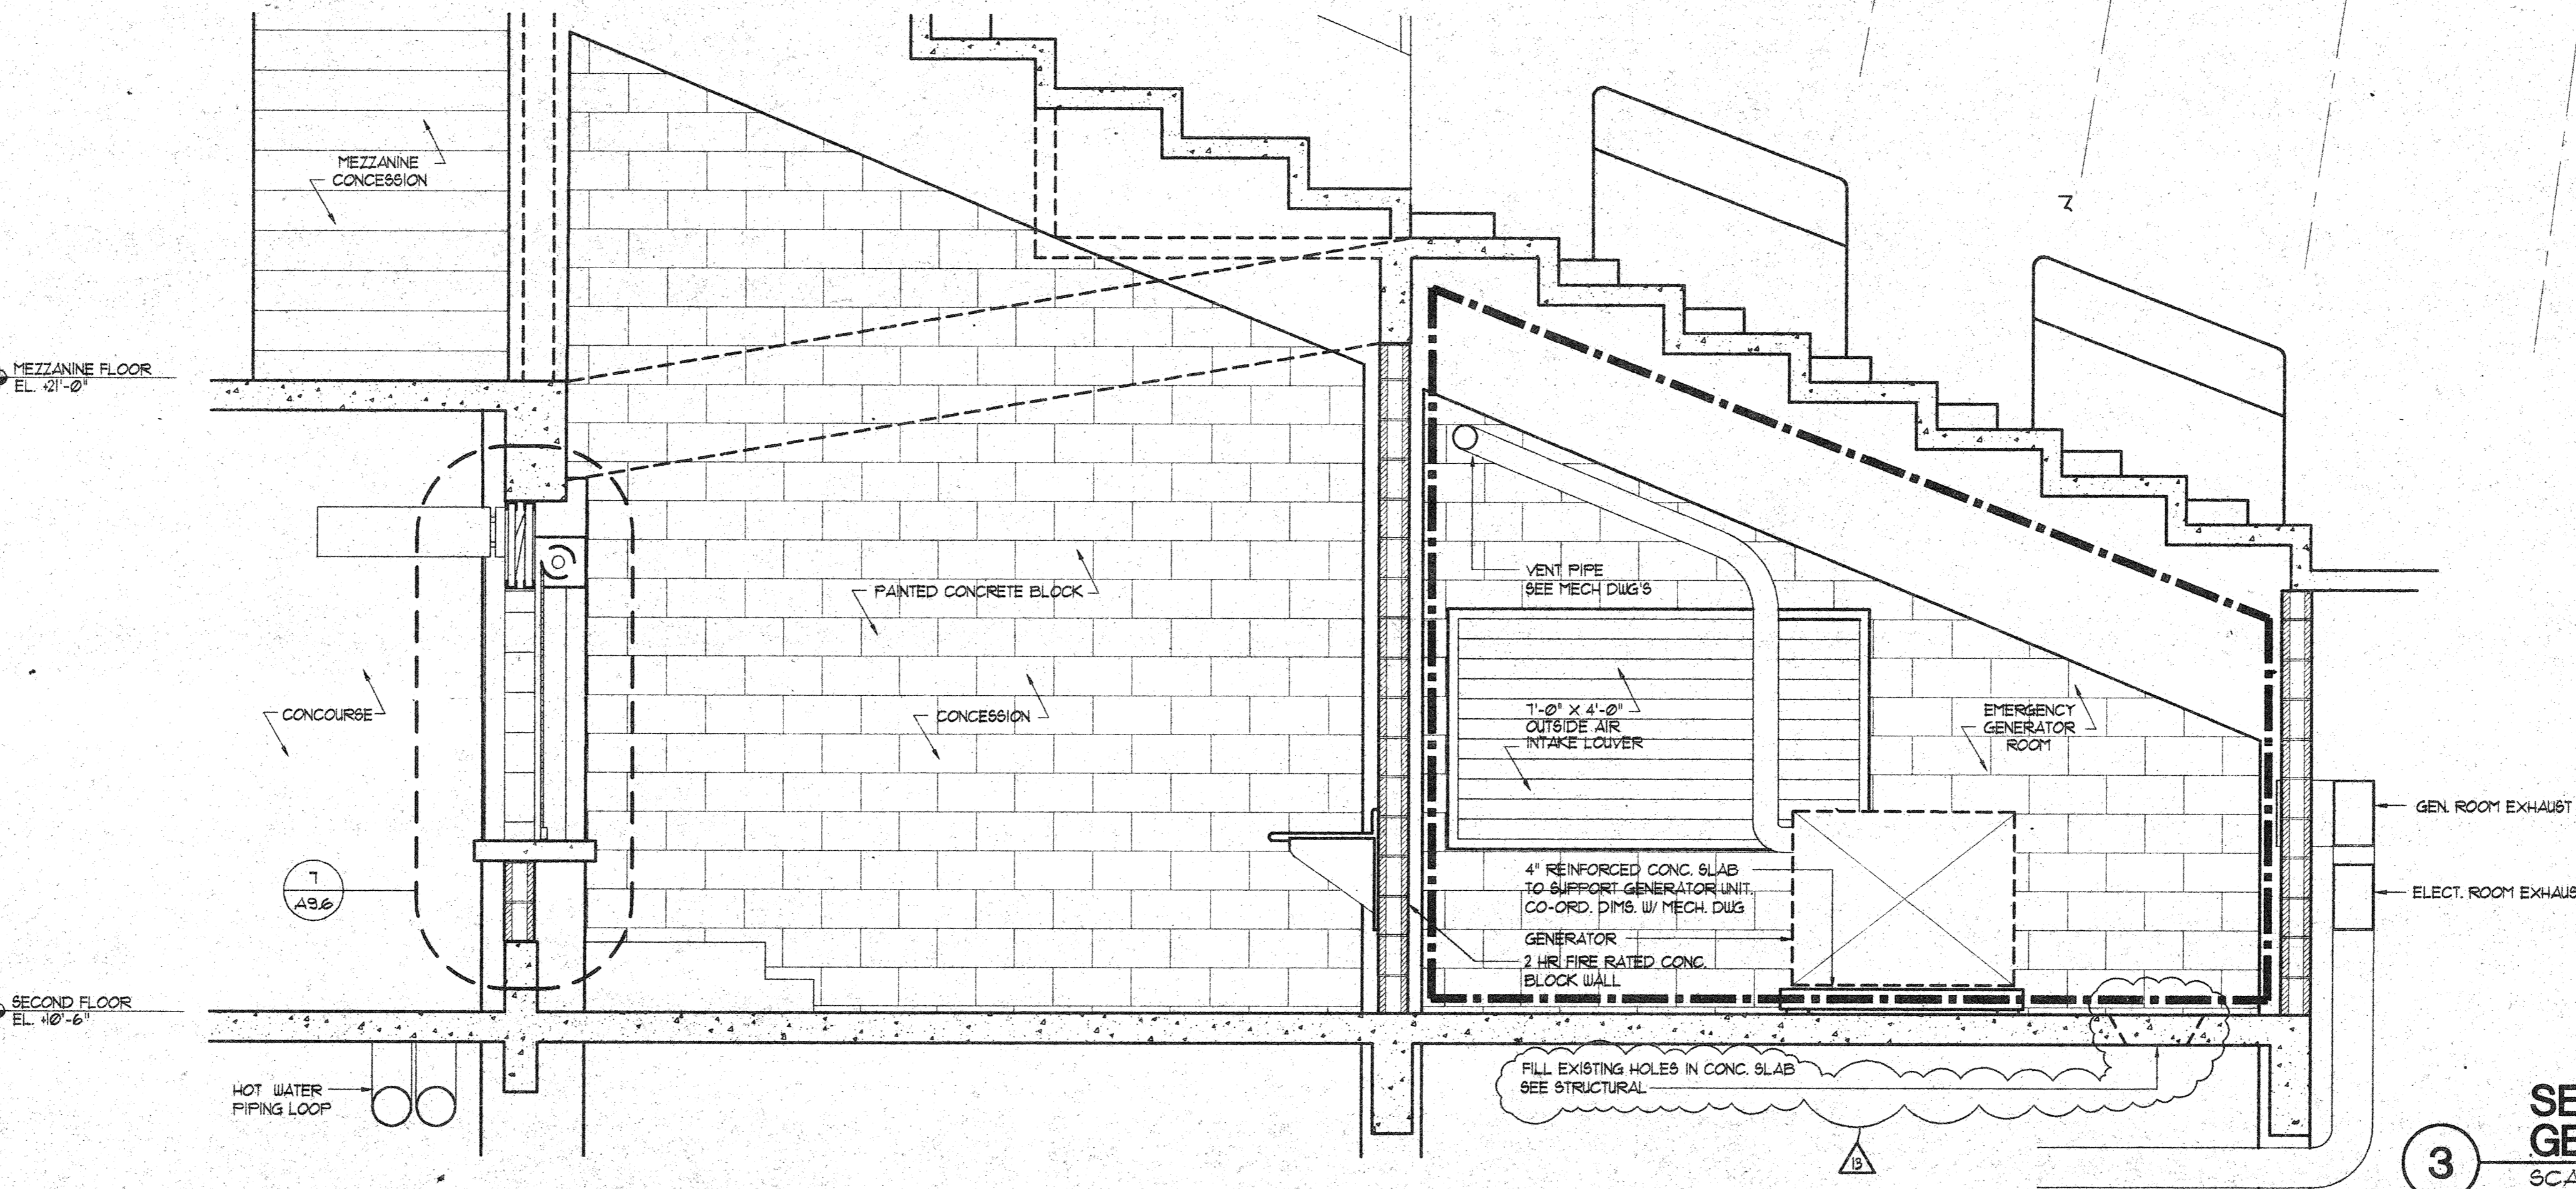 MEZZANINE
CONCESSION
MEZZANINE FLOOR
EL. +21'-0"
PAINTED CONCRETE BLOCK
CONCOURSE
CONCESSION
VENT PIPE
SEE MECH DWG'S
7'-0" X 4'-0"
OUTSIDE AIR
INTAKE LOUVER
EMERGENCY
GENERATOR
ROOM
GEN. ROOM EXHAUST
ELECT. ROOM EXHAUS
7
A9.6
4" REINFORCED CONC. SLAB
TO SUPPORT GENERATOR UNIT.
CO-ORD. DIMS. W/ MECH. DWG
GENERATOR
2 HR FIRE RATED CONC.
BLOCK WALL
SECOND FLOOR
EL. +10'-6"
HOT WATER
PIPING LOOP
FILL EXISTING HOLES IN CONC. SLAB
SEE STRUCTURAL
13
3
SE
GE
SCA